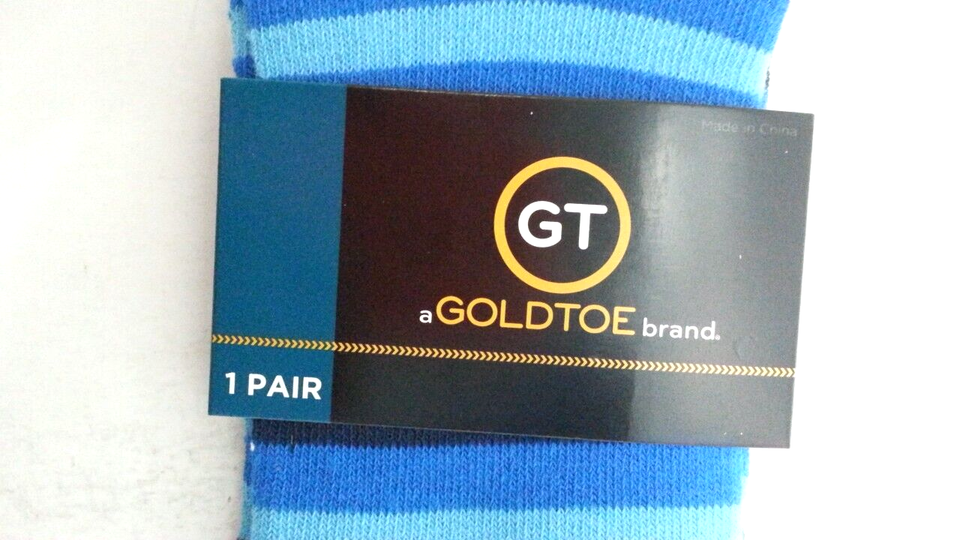 Made in China
GT
a GOLDTOE brand.
1 PAIR